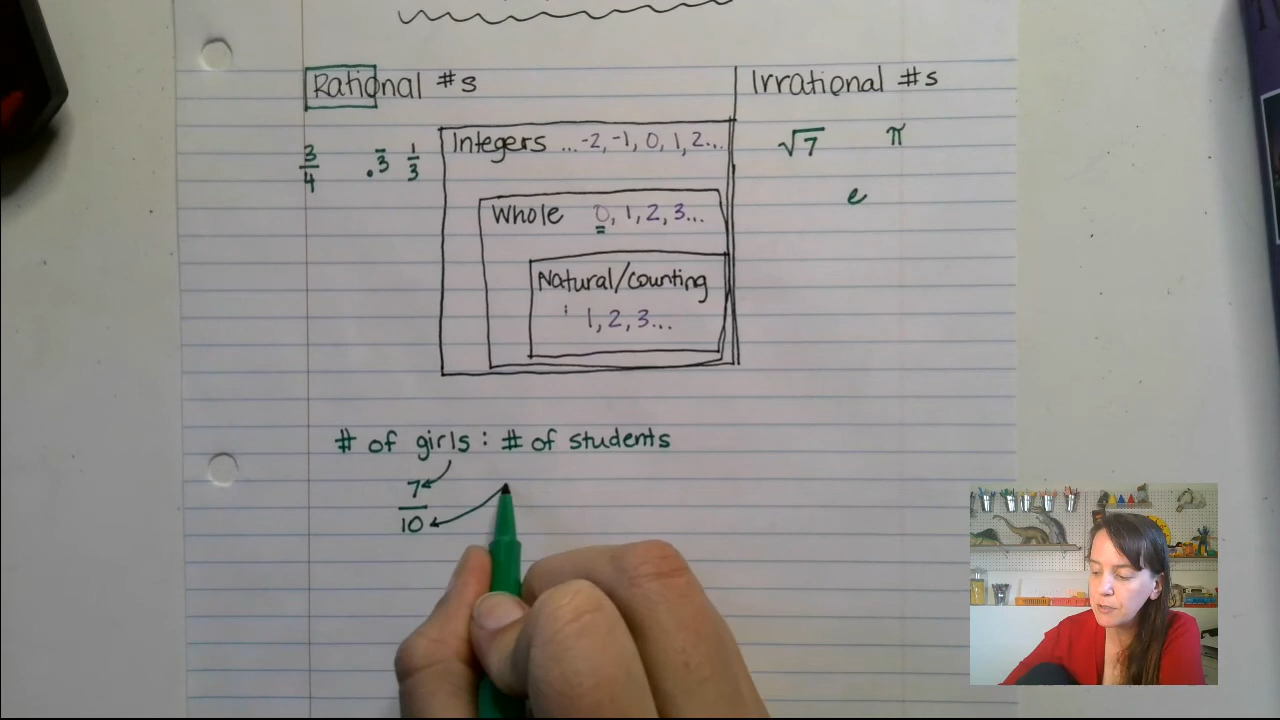 Rational #s
Irrational #s
3/4 .3̅ 1/3
Integers ...-2, -1, 0, 1, 2...
√7 π
e
Whole 0, 1, 2, 3...
Natural/counting
1, 2, 3...
# of girls : # of students
7
10